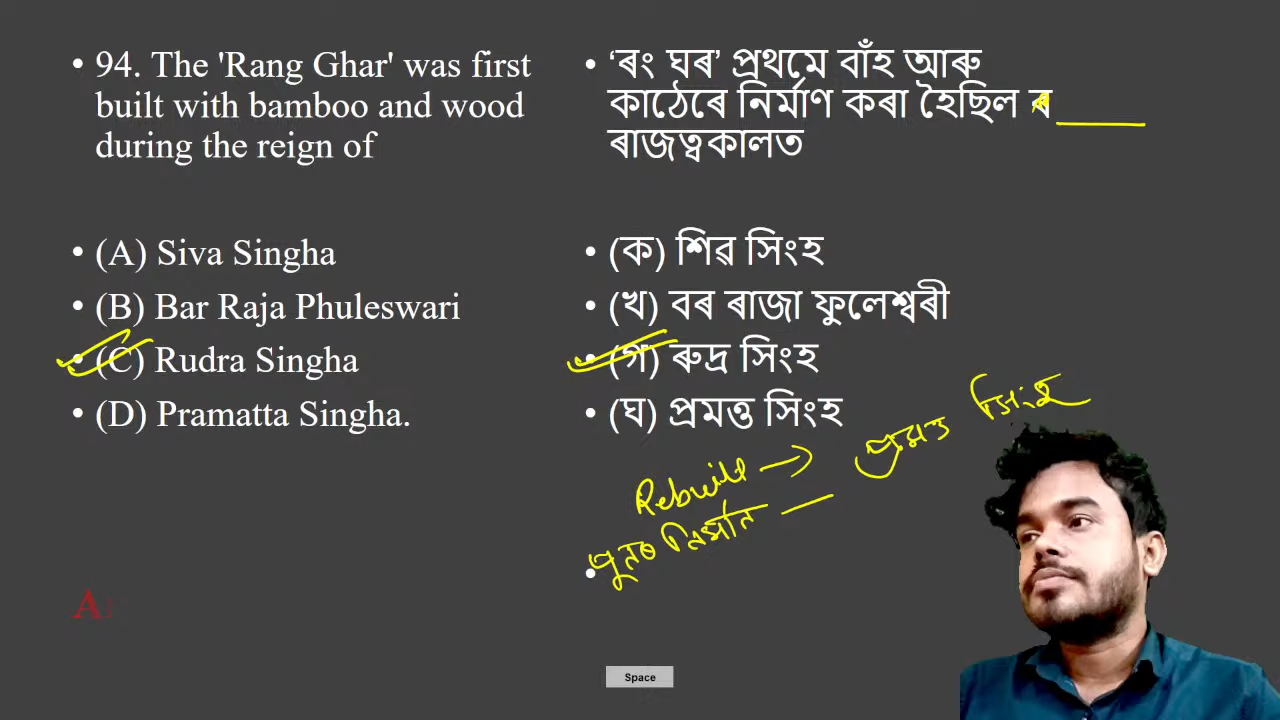 • 94. The 'Rang Ghar' was first
built with bamboo and wood
during the reign of
• (A) Siva Singha
• (B) Bar Raja Phuleswari
• (C) Rudra Singha
• (D) Pramatta Singha.
• ‘ৰং ঘৰ’ প্ৰথমে বাঁহ আৰু
কাঠেৰে নিৰ্মাণ কৰা হৈছিল ৰ
ৰাজত্বকালত
• (ক) শিৱ সিংহ
• (খ) বৰ ৰাজা ফুলেশ্বৰী
• (গ) ৰুদ্ৰ সিংহ
• (ঘ) প্ৰমত্ত সিংহ
Rebuilt → প্ৰমত্ত সিংহ
পুনৰ নিৰ্মান —
A
Space